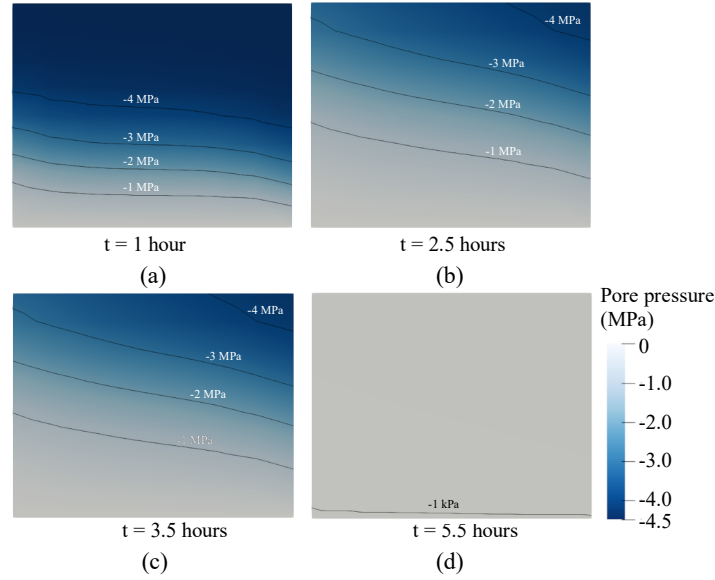 -4 MPa
-3 MPa
-2 MPa
-1 MPa
t = 1 hour
(a)
-4 MPa
-3 MPa
-2 MPa
-1 MPa
t = 2.5 hours
(b)
-4 MPa
-3 MPa
-2 MPa
-1 MPa
t = 3.5 hours
(c)
-1 kPa
t = 5.5 hours
(d)
Pore pressure
(MPa)
0
-1.0
-2.0
-3.0
-4.0
-4.5